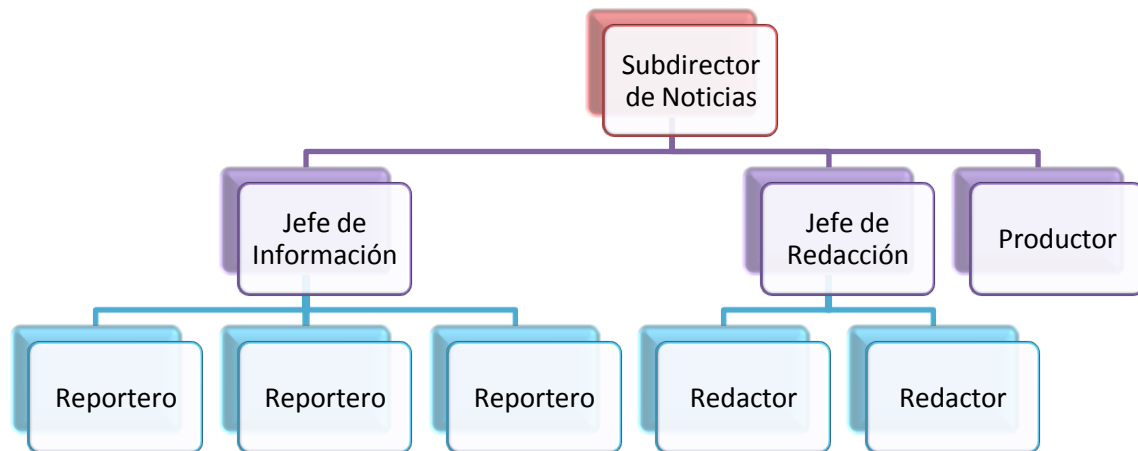 Subdirector
de Noticias
Jefe de
Información
Jefe de
Redacción
Productor
Reportero
Reportero
Reportero
Redactor
Redactor